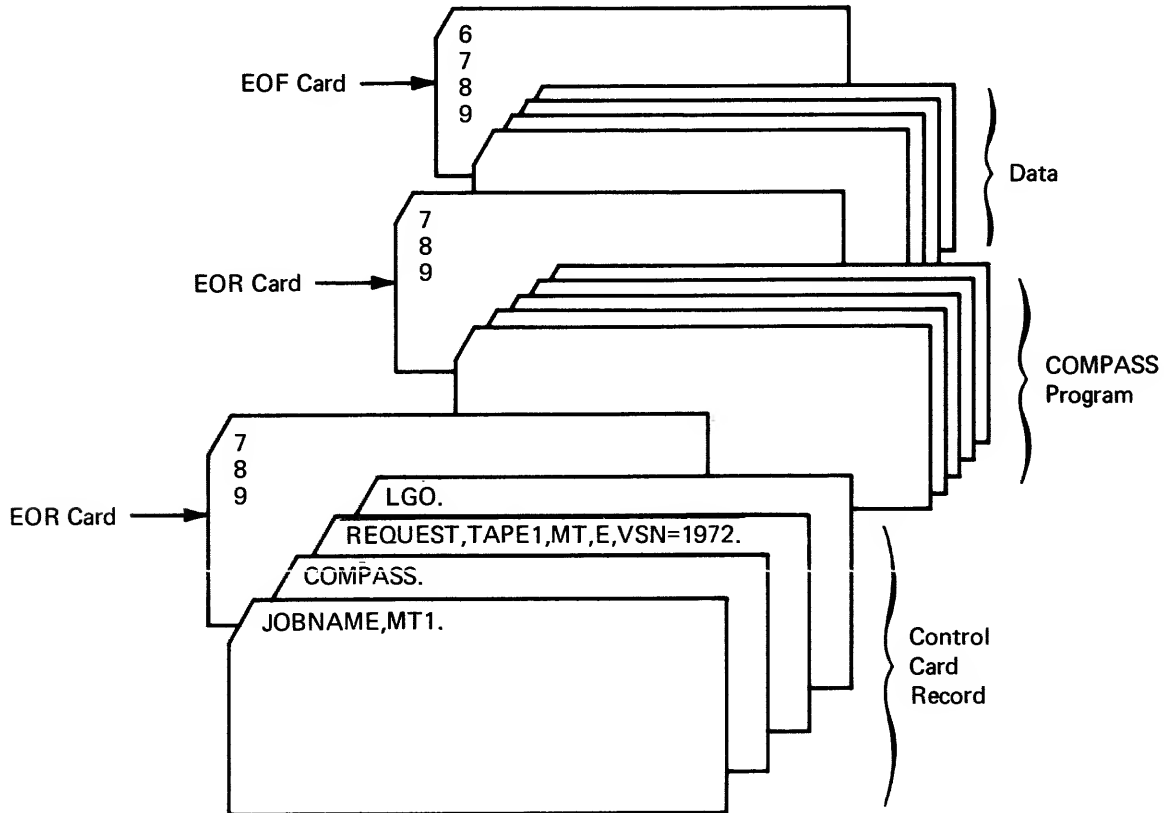 6
7
8
9
EOF Card
Data
7
8
9
EOR Card
COMPASS
Program
7
8
9
EOR Card
LGO.
REQUEST,TAPE1,MT,E,VSN=1972.
COMPASS.
JOBNAME,MT1.
Control
Card
Record